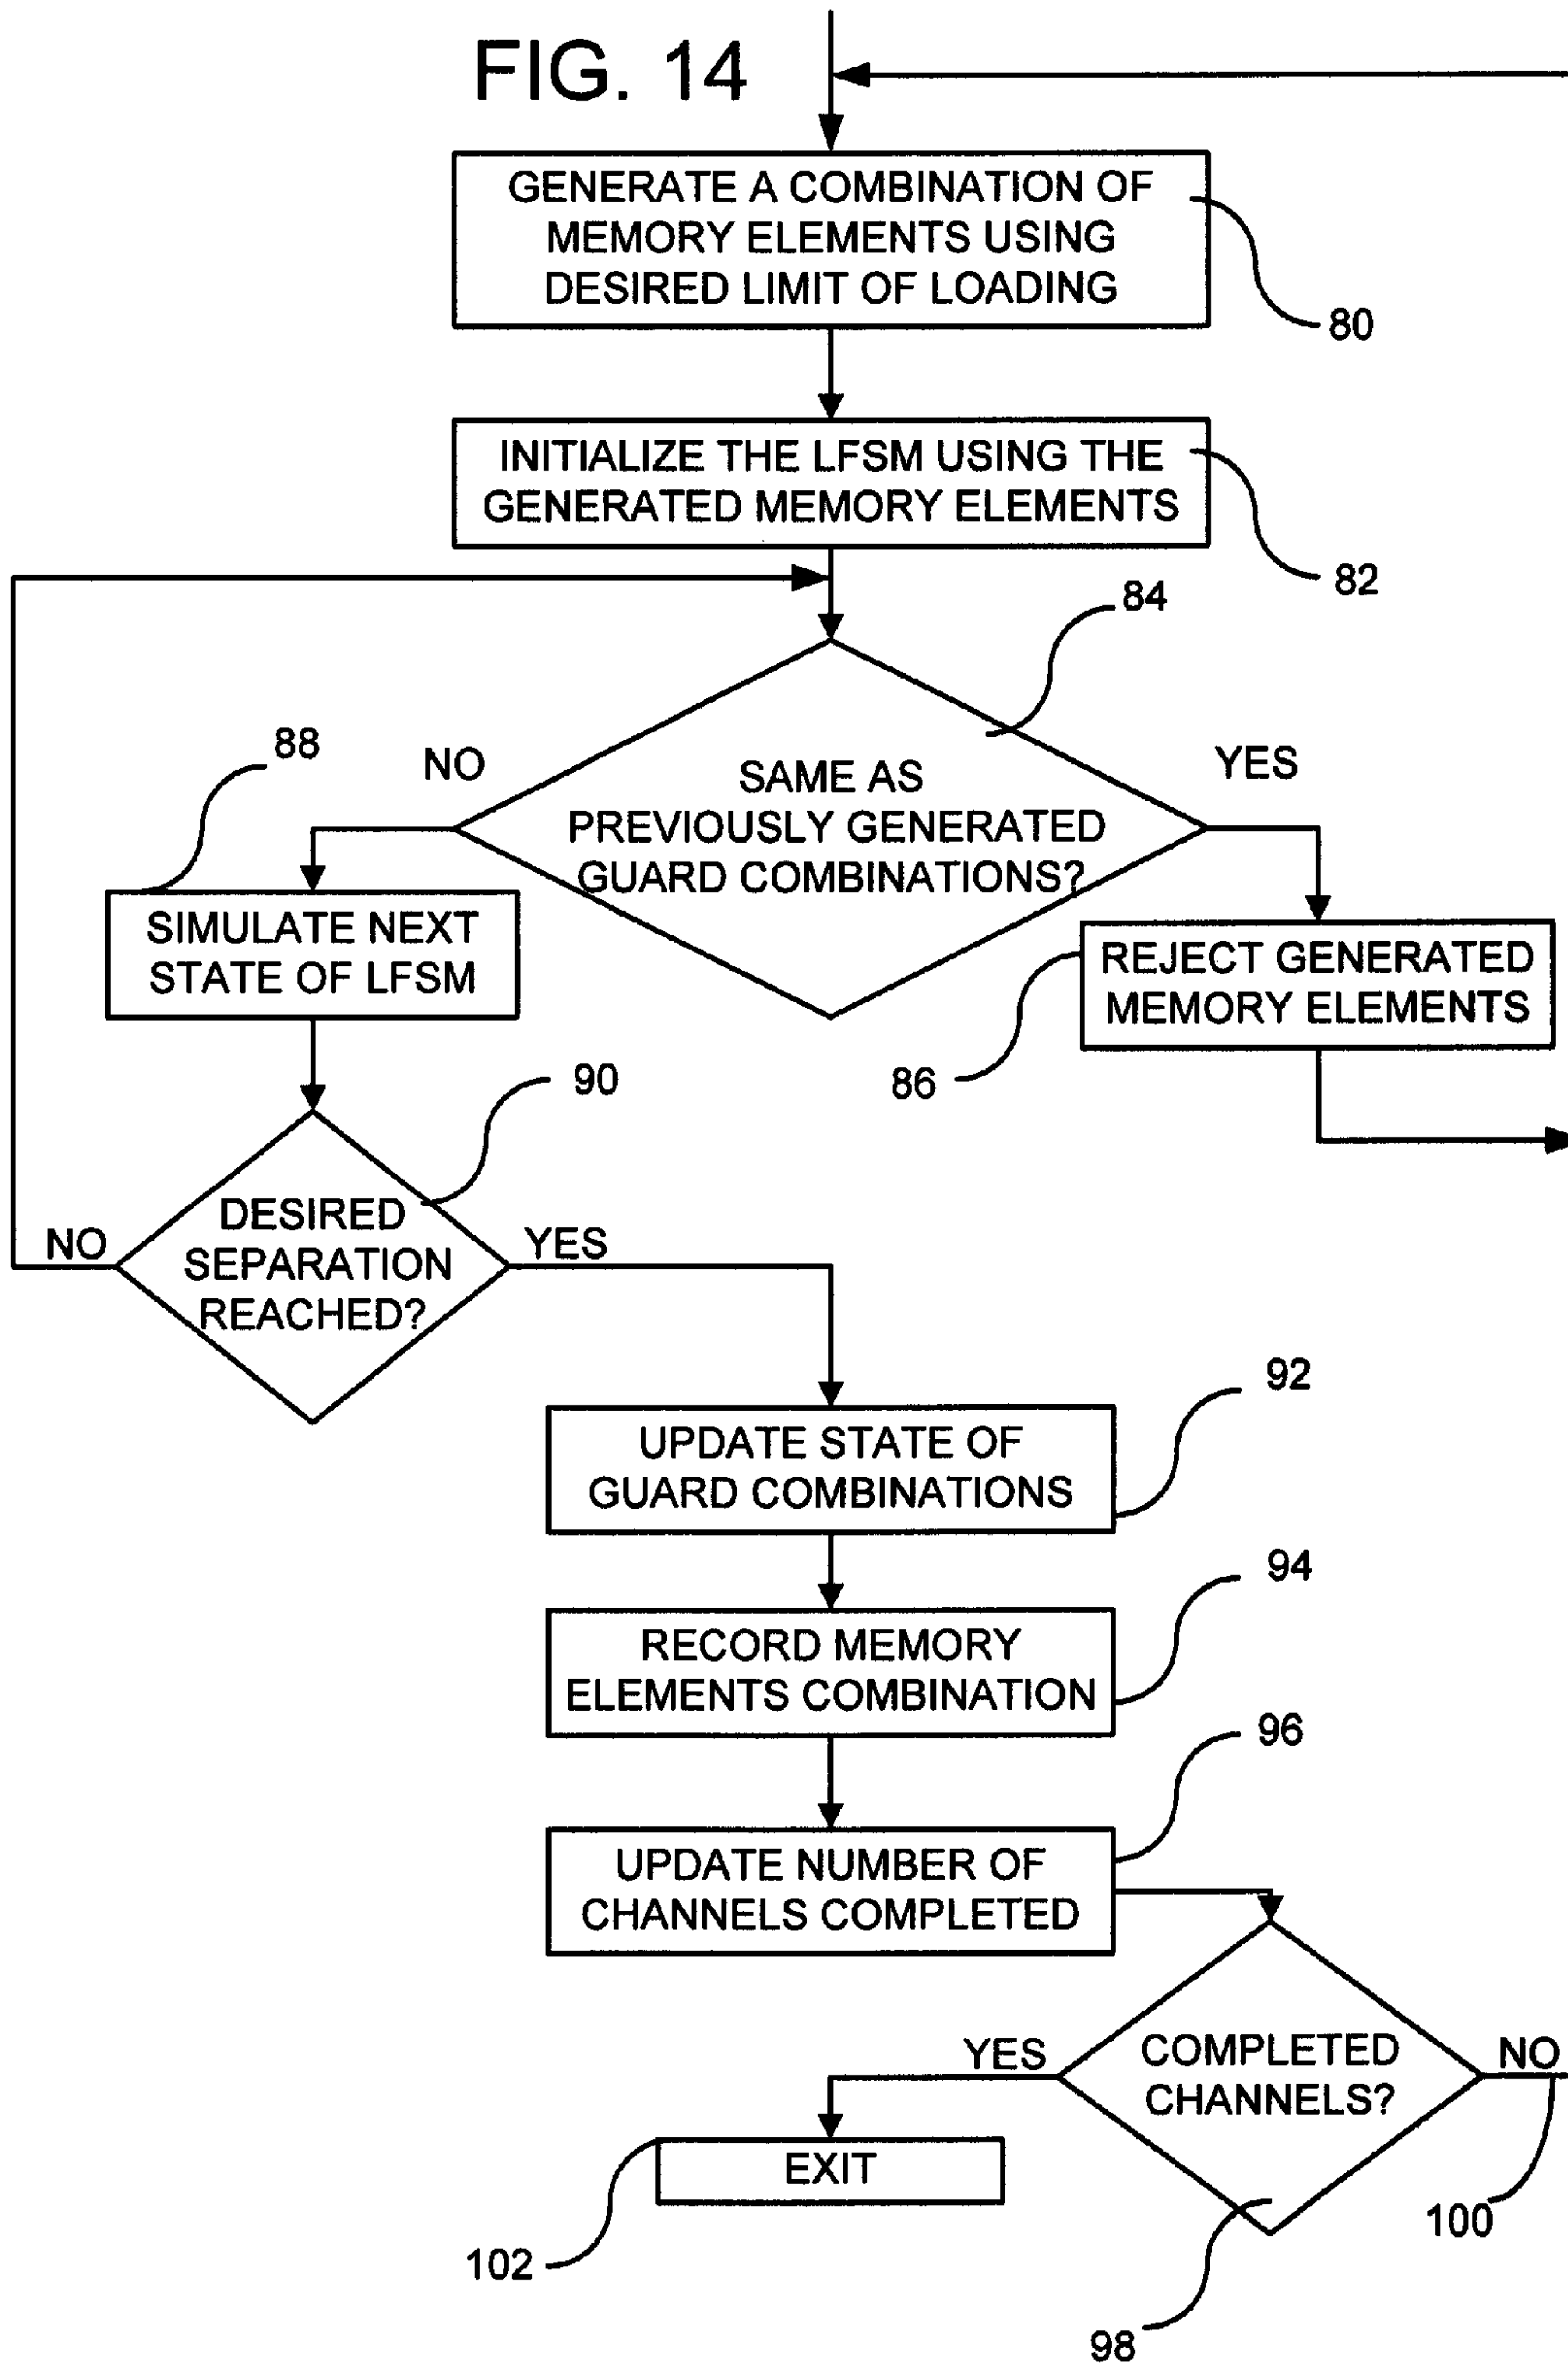 FIG. 14
GENERATE A COMBINATION OF
MEMORY ELEMENTS USING
DESIRED LIMIT OF LOADING
80
INITIALIZE THE LFSM USING THE
GENERATED MEMORY ELEMENTS
82
84
88
NO
SAME AS
PREVIOUSLY GENERATED
GUARD COMBINATIONS?
YES
SIMULATE NEXT
STATE OF LFSM
REJECT GENERATED
MEMORY ELEMENTS
86
90
DESIRED
SEPARATION
REACHED?
NO
YES
92
UPDATE STATE OF
GUARD COMBINATIONS
94
RECORD MEMORY
ELEMENTS COMBINATION
96
UPDATE NUMBER OF
CHANNELS COMPLETED
YES
COMPLETED
CHANNELS?
NO
EXIT
100
102
98